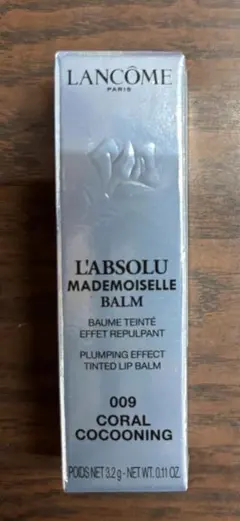 LANCÔME
PARIS
L'ABSOLU
MADEMOISELLE
BALM
BAUME TEINTÉ
EFFET REPULPANT
PLUMPING EFFECT
TINTED LIP BALM
009
CORAL
COCOONING
POIDS NET 3.2 g - NET WT. 0.11 OZ.